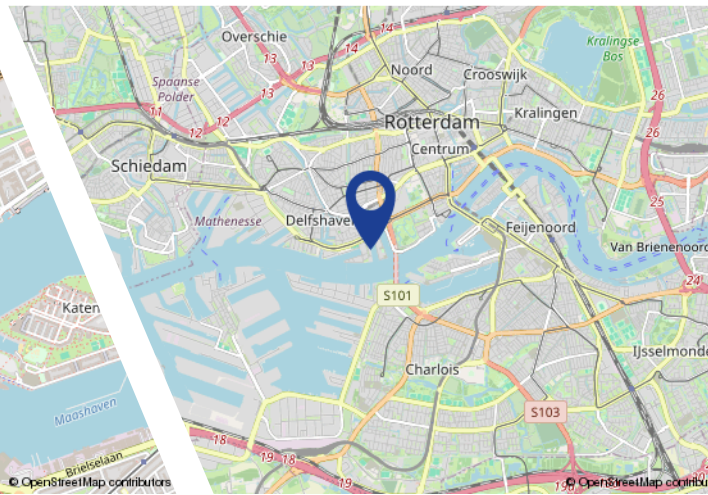 Overschie
14
13
14
13
Kralingse
Bos
Noord
Crooswijk
Spaanse
Polder
13
26
11
12
12
Rotterdam
Kralingen
26
Centrum
Schiedam
25
Mathenesse
Delfshave
Feijenoord
Van Brienenoord
24
S101
Katen
IJsselmonde
Charlois
Maashaven
S103
18
18
19
19
Brielselaan
© OpenStreetMap contributors
© OpenStreetMap contribu